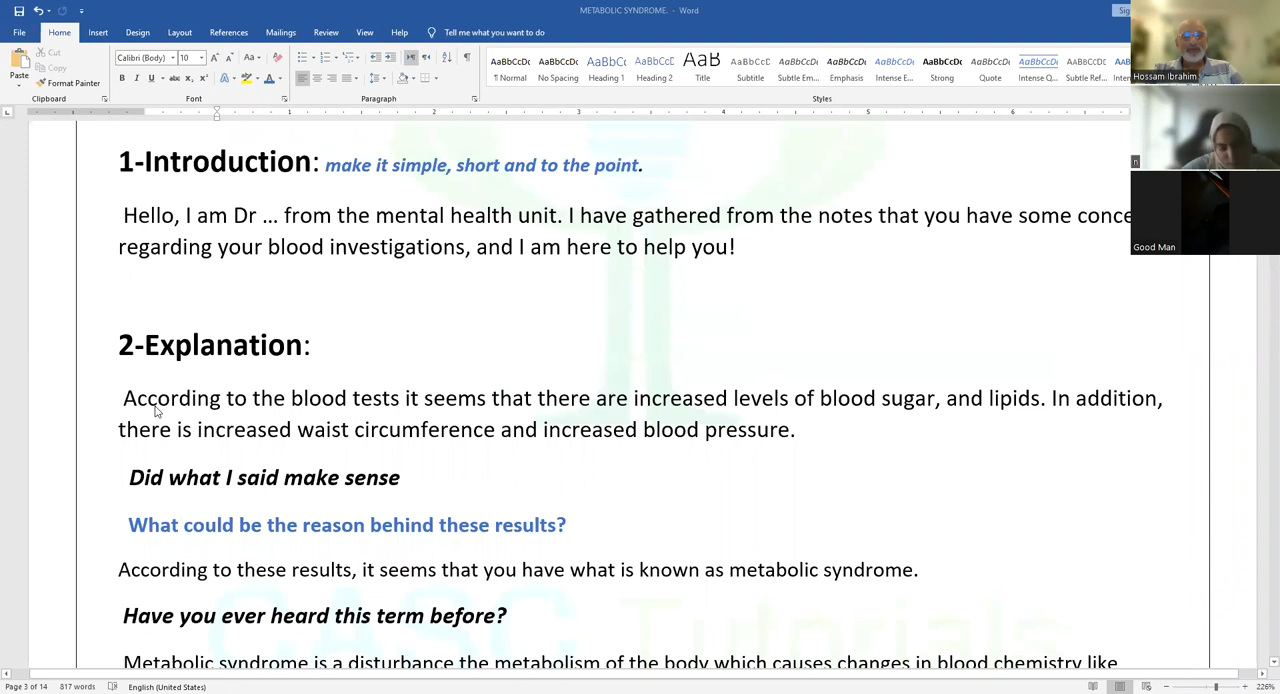 METABOLIC SYNDROME. - Word
File Home Insert Design Layout References Mailings Review View Help Tell me what you want to do
Paste Cut Copy Format Painter
Calibri (Body) 10
AaBbCcDc AaBbCcDc AaBbCc AaBbCcC AaB AaBbCcD AaBbCcD AaBbCcD AaBbCcD AaBbCcD AaBbCcD AaBbCcD AaBbCcD
¶ Normal No Spacing Heading 1 Heading 2 Title Subtitle Subtle Em... Emphasis Intense E... Strong Quote Intense Q... Subtle Ref...
Clipboard Font Paragraph Styles
Hossam Ibrahim
n
Good Man
1-Introduction: make it simple, short and to the point.
Hello, I am Dr ... from the mental health unit. I have gathered from the notes that you have some conce
regarding your blood investigations, and I am here to help you!
2-Explanation:
According to the blood tests it seems that there are increased levels of blood sugar, and lipids. In addition,
there is increased waist circumference and increased blood pressure.
Did what I said make sense
What could be the reason behind these results?
According to these results, it seems that you have what is known as metabolic syndrome.
Have you ever heard this term before?
Metabolic syndrome is a disturbance the metabolism of the body which causes changes in blood chemistry like
CASC Tutorials
Page 3 of 14 817 words English (United States) 226%